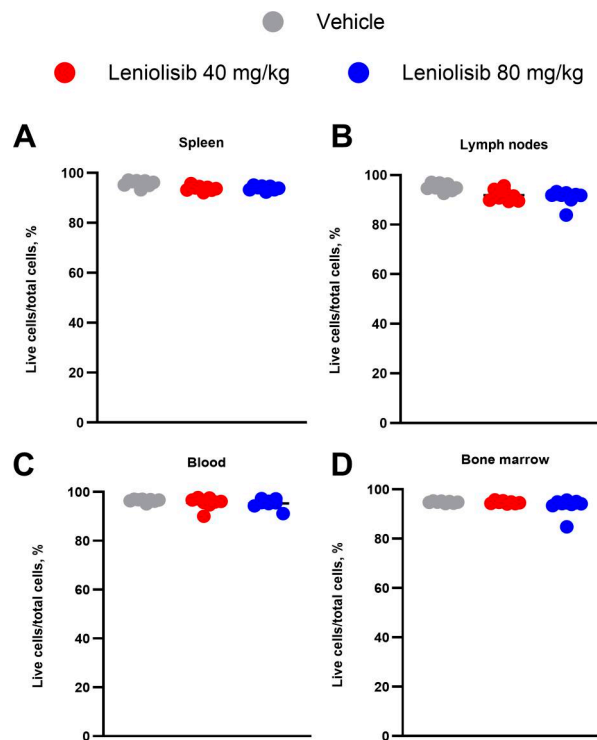 Vehicle
Leniolisib 40 mg/kg
Leniolisib 80 mg/kg
A
Spleen
Live cells/total cells, %
100
80
60
40
20
0
B
Lymph nodes
Live cells/total cells, %
100
80
60
40
20
0
C
Blood
Live cells/total cells, %
100
80
60
40
20
0
D
Bone marrow
Live cells/total cells, %
100
80
60
40
20
0